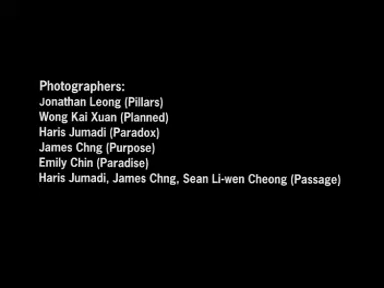 Photographers:
Jonathan Leong (Pillars)
Wong Kai Xuan (Planned)
Haris Jumadi (Paradox)
James Chng (Purpose)
Emily Chin (Paradise)
Haris Jumadi, James Chng, Sean Li-wen Cheong (Passage)